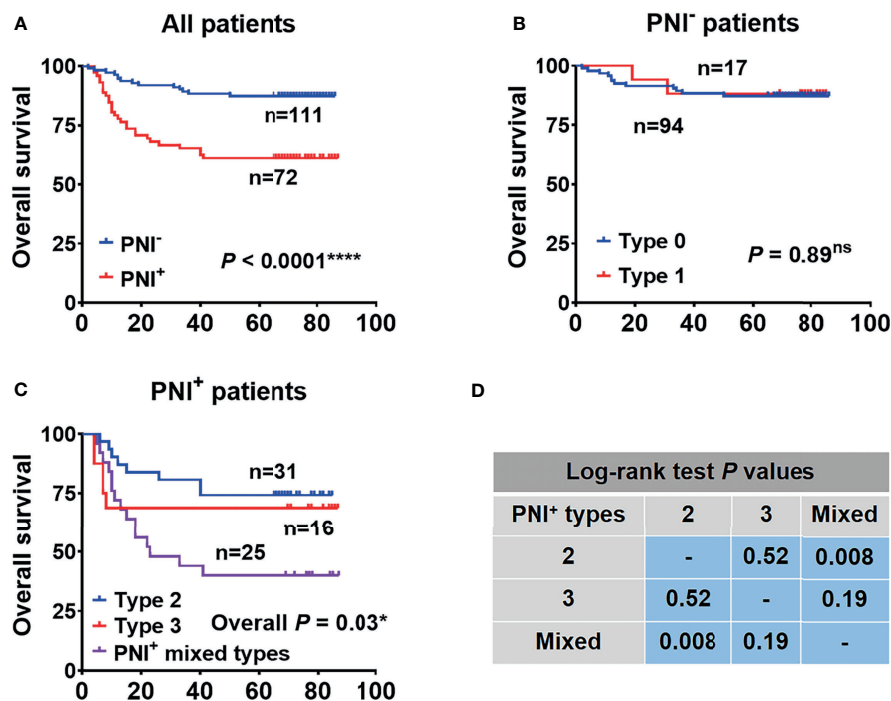 A
All patients
Overall survival
100
75
50
25
0
n=111
n=72
PNI⁻
PNI⁺
P < 0.0001****
0 20 40 60 80 100
B
PNI⁻ patients
Overall survival
100
75
50
25
0
n=17
n=94
Type 0
Type 1
P = 0.89ⁿˢ
0 20 40 60 80 100
C
PNI⁺ patients
Overall survival
100
75
50
25
0
n=31
n=16
n=25
Type 2
Type 3
PNI⁺ mixed types
Overall P = 0.03*
0 20 40 60 80 100
D
Log-rank test P values
PNI⁺ types 2 3 Mixed
2 - 0.52 0.008
3 0.52 - 0.19
Mixed 0.008 0.19 -